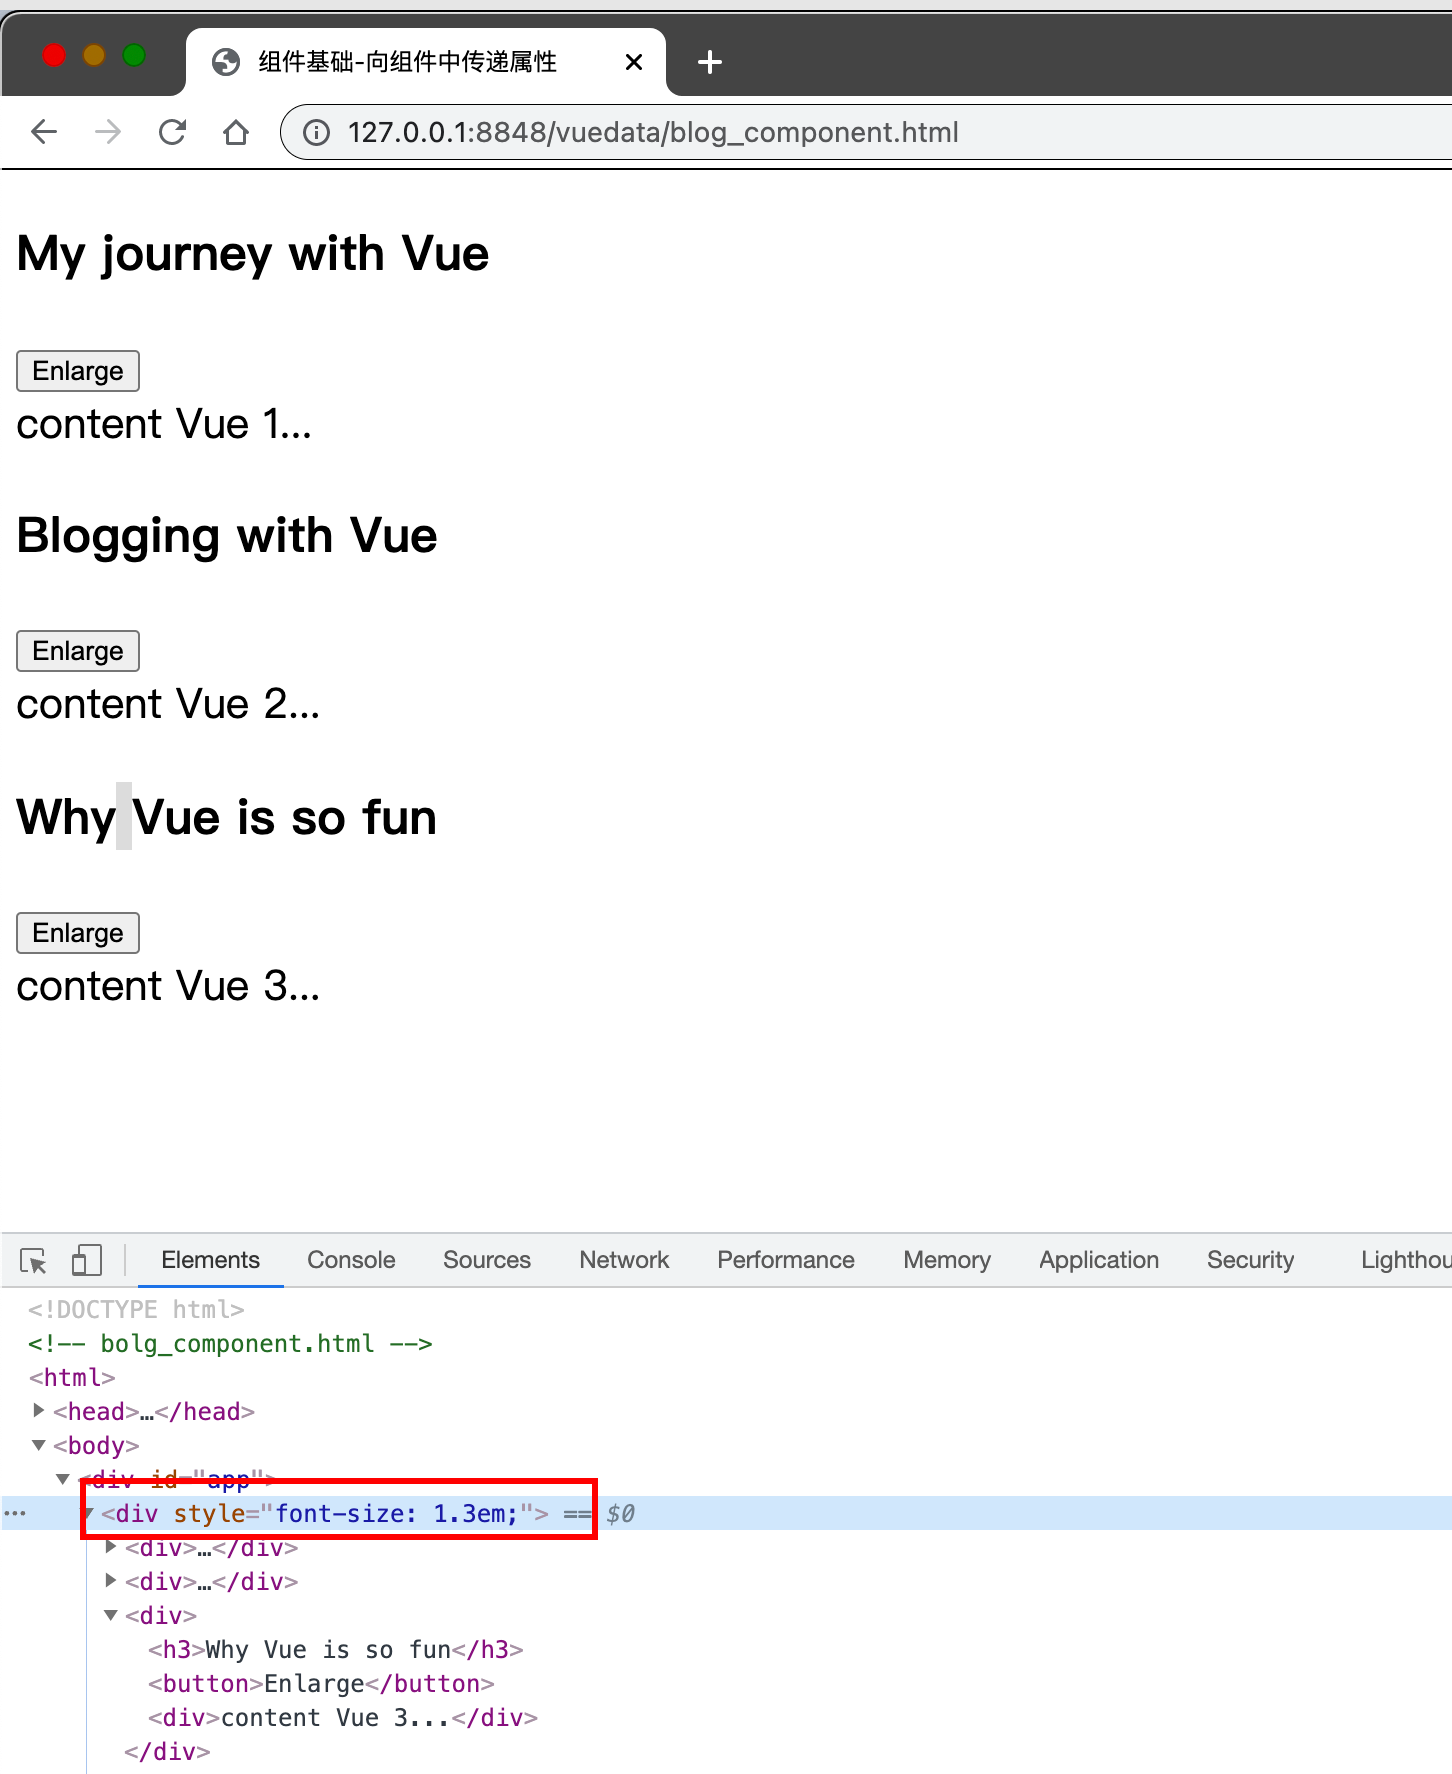 组件基础-向组件中传递属性
127.0.0.1:8848/vuedata/blog_component.html
My journey with Vue
Enlarge
content Vue 1...
Blogging with Vue
Enlarge
content Vue 2...
Why Vue is so fun
Enlarge
content Vue 3...
Elements Console Sources Network Performance Memory Application Security Lighthou
<!DOCTYPE html>
<!-- bolg_component.html -->
<html>
<head>…</head>
<body>
<div id="app">
<div style="font-size: 1.3em;"> == $0
<div>…</div>
<div>…</div>
<div>
<h3>Why Vue is so fun</h3>
<button>Enlarge</button>
<div>content Vue 3...</div>
</div>